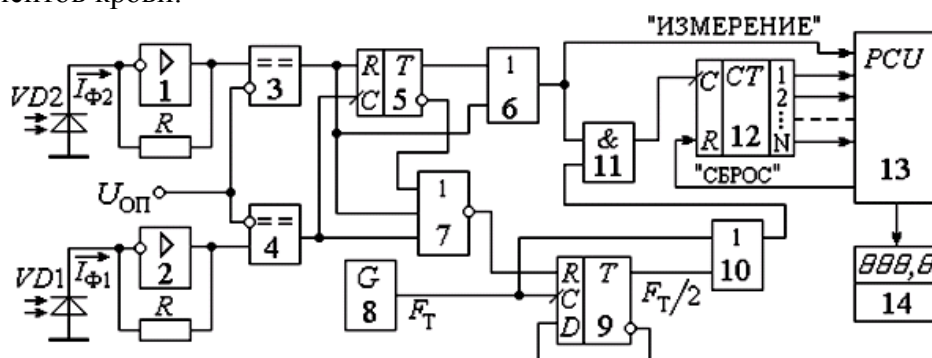 ментов крови.
"ИЗМЕРЕНИЕ"
VD2 IФ2 1 R
== 3
R T C 5
1 6
& 11
C CT R 12 1 2 N
"СБРОС"
PCU 13
UОП
VD1 IФ1 2 R
== 4
1 7
G 8
FТ
R T C D 9
FТ/2
1 10
888,8
14